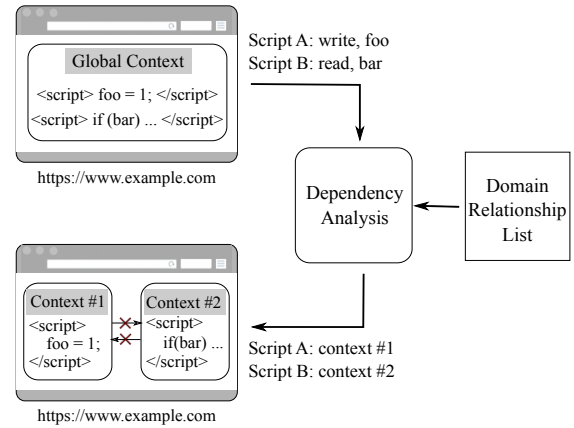 Global Context
<script> foo = 1; </script>
<script> if (bar) ... </script>
https://www.example.com
Script A: write, foo
Script B: read, bar
Dependency
Analysis
Domain
Relationship
List
Context #1
<script>
foo = 1;
</script>
Context #2
<script>
if(bar) ...
</script>
https://www.example.com
Script A: context #1
Script B: context #2